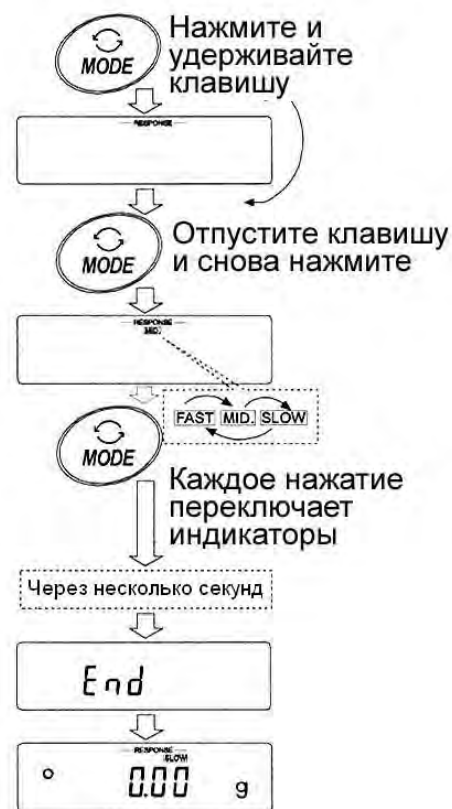 MODE
Нажмите и
удерживайте
клавишу
RESPONSE
MODE
Отпустите клавишу
и снова нажмите
RESPONSE
MID.
FAST MID. SLOW
MODE
Каждое нажатие
переключает
индикаторы
Через несколько секунд
End
RESPONSE
SLOW
0.00 g